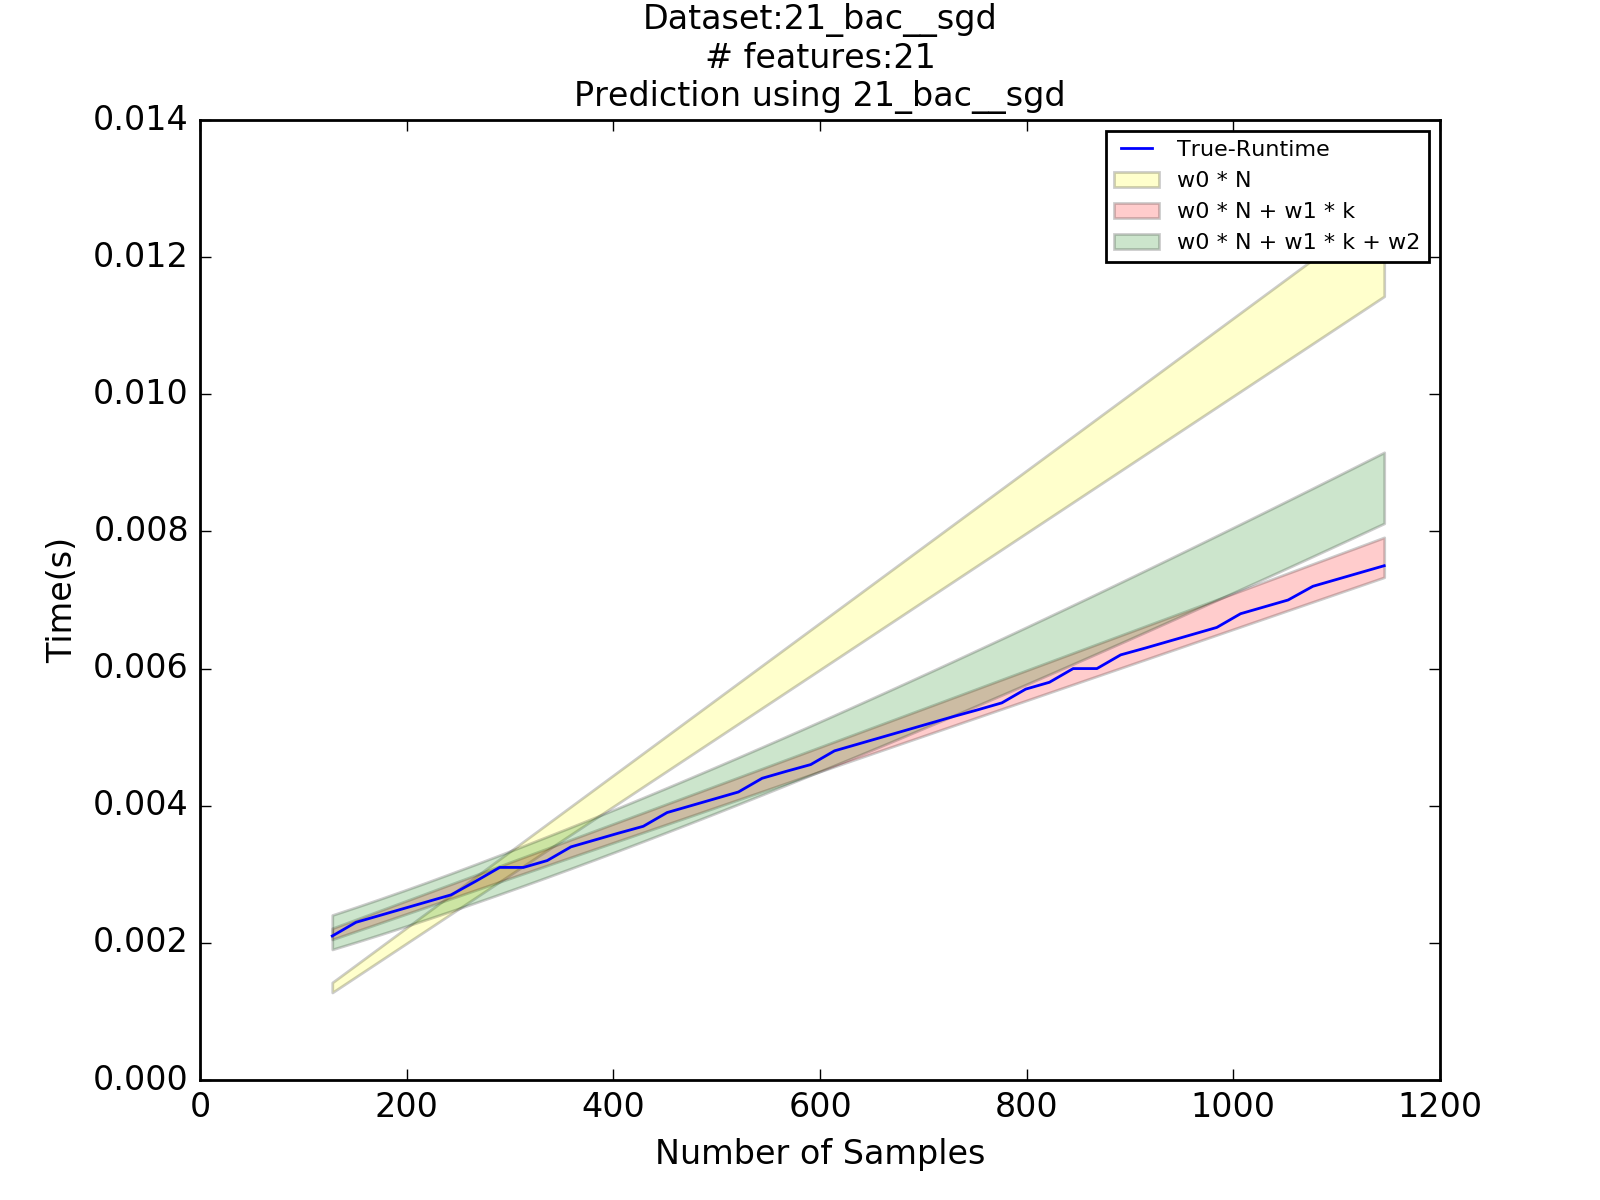 Dataset:21_bac__sgd
# features:21
Prediction using 21_bac__sgd
0.014
0.012
0.010
0.008
0.006
0.004
0.002
0.000
Time(s)
True-Runtime
w0 * N
w0 * N + w1 * k
w0 * N + w1 * k + w2
0 200 400 600 800 1000 1200
Number of Samples